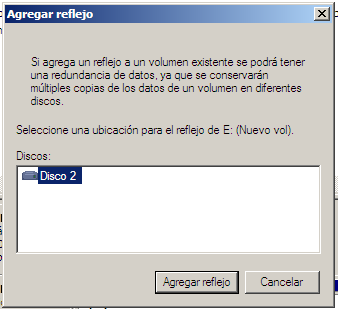 Agregar reflejo
Si agrega un reflejo a un volumen existente se podrá tener
una redundancia de datos, ya que se conservarán
múltiples copias de los datos de un volumen en diferentes
discos.
Seleccione una ubicación para el reflejo de E: (Nuevo vol).
Discos:
Disco 2
Agregar reflejo
Cancelar